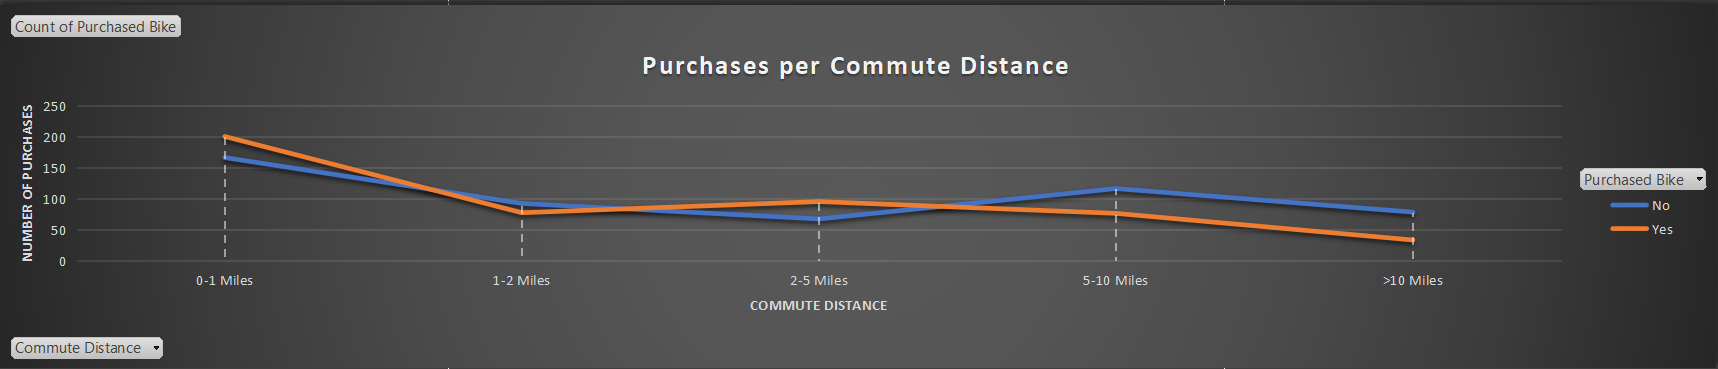 Count of Purchased Bike
Purchases per Commute Distance
NUMBER OF PURCHASES
250
200
150
100
50
0
0-1 Miles
1-2 Miles
2-5 Miles
5-10 Miles
>10 Miles
COMMUTE DISTANCE
Purchased Bike
No
Yes
Commute Distance